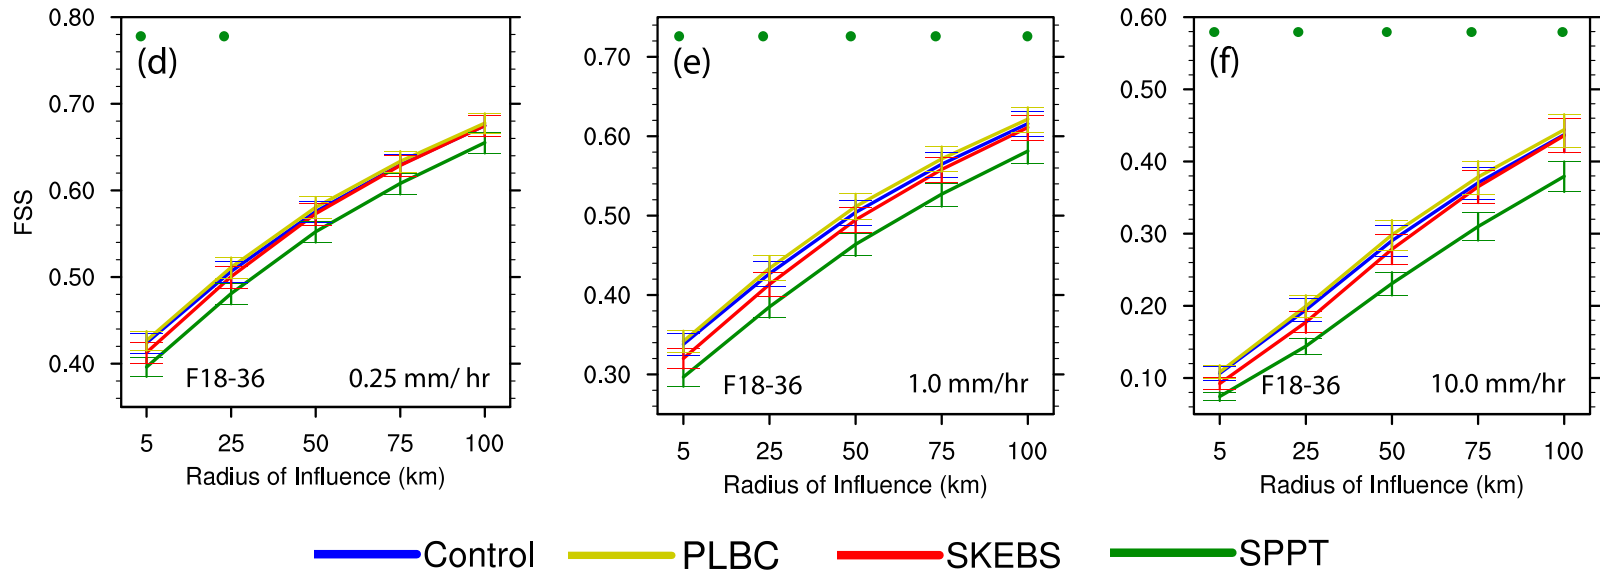 FSS
0.80
0.70
0.60
0.50
0.40
(d)
F18-36
0.25 mm/ hr
5 25 50 75 100
Radius of Influence (km)
0.70
0.60
0.50
0.40
0.30
(e)
F18-36
1.0 mm/hr
5 25 50 75 100
Radius of Influence (km)
0.60
0.50
0.40
0.30
0.20
0.10
(f)
F18-36
10.0 mm/hr
5 25 50 75 100
Radius of Influence (km)
Control PLBC SKEBS SPPT